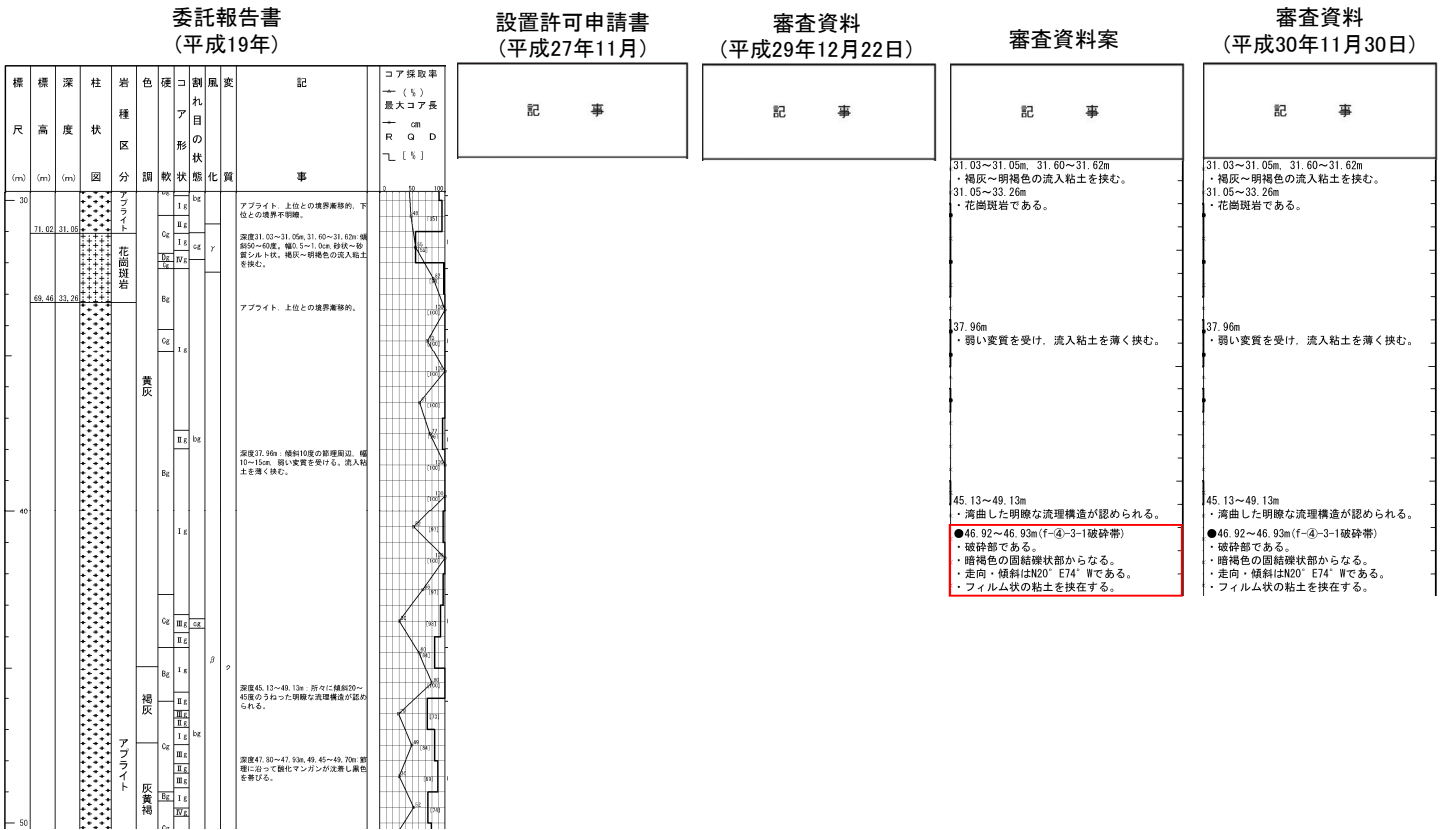 委託報告書
(平成19年)
設置許可申請書
(平成27年11月)
審査資料
(平成29年12月22日)
審査資料案
審査資料
(平成30年11月30日)
標尺(m)
標高(m)
深度(m)
柱状図
岩種区分
色調
硬軟
コア形状
割れ目の状態
風化
変質
記事
コア採取率
(%)
最大コア長
cm
R Q D
[%]
0 50 100
記 事
記 事
記 事
記 事
30
71.02 31.05
69.46 33.26
40
50
アプライト
花崗斑岩
アプライト
黄灰
褐灰
灰黄褐
アプライト. 上位との境界漸移的, 下
位との境界不明瞭。
深度31.03~31.05m, 31.60~31.62m: 傾
斜50~60度。幅0.5~1.0cm, 砂状~砂
質シルト状。褐灰~明褐色の流入粘土
を挟む。
アプライト. 上位との境界漸移的。
深度37.96m: 傾斜10度の節理周辺, 幅
10~15cm, 弱い変質を受ける。流入粘
土を薄く挟む。
深度45.13~49.13m: 所々に傾斜20~
45度のうねった明瞭な流理構造が認め
られる。
深度47.80~47.93m, 49.45~49.70m: 節
理に沿って酸化マンガンが沈着し黒色
を帯びる。
31.03~31.05m, 31.60~31.62m
・褐灰~明褐色の流入粘土を挟む。
31.05~33.26m
・花崗斑岩である。
37.96m
・弱い変質を受け, 流入粘土を薄く挟む。
45.13~49.13m
・湾曲した明瞭な流理構造が認められる。
●46.92~46.93m(f-④-3-1破砕帯)
・破砕部である。
・暗褐色の固結礫状部からなる。
・走向・傾斜はN20°E74°Wである。
・フィルム状の粘土を挟在する。
31.03~31.05m, 31.60~31.62m
・褐灰~明褐色の流入粘土を挟む。
31.05~33.26m
・花崗斑岩である。
37.96m
・弱い変質を受け, 流入粘土を薄く挟む。
45.13~49.13m
・湾曲した明瞭な流理構造が認められる。
●46.92~46.93m(f-④-3-1破砕帯)
・破砕部である。
・暗褐色の固結礫状部からなる。
・走向・傾斜はN20°E74°Wである。
・フィルム状の粘土を挟在する。